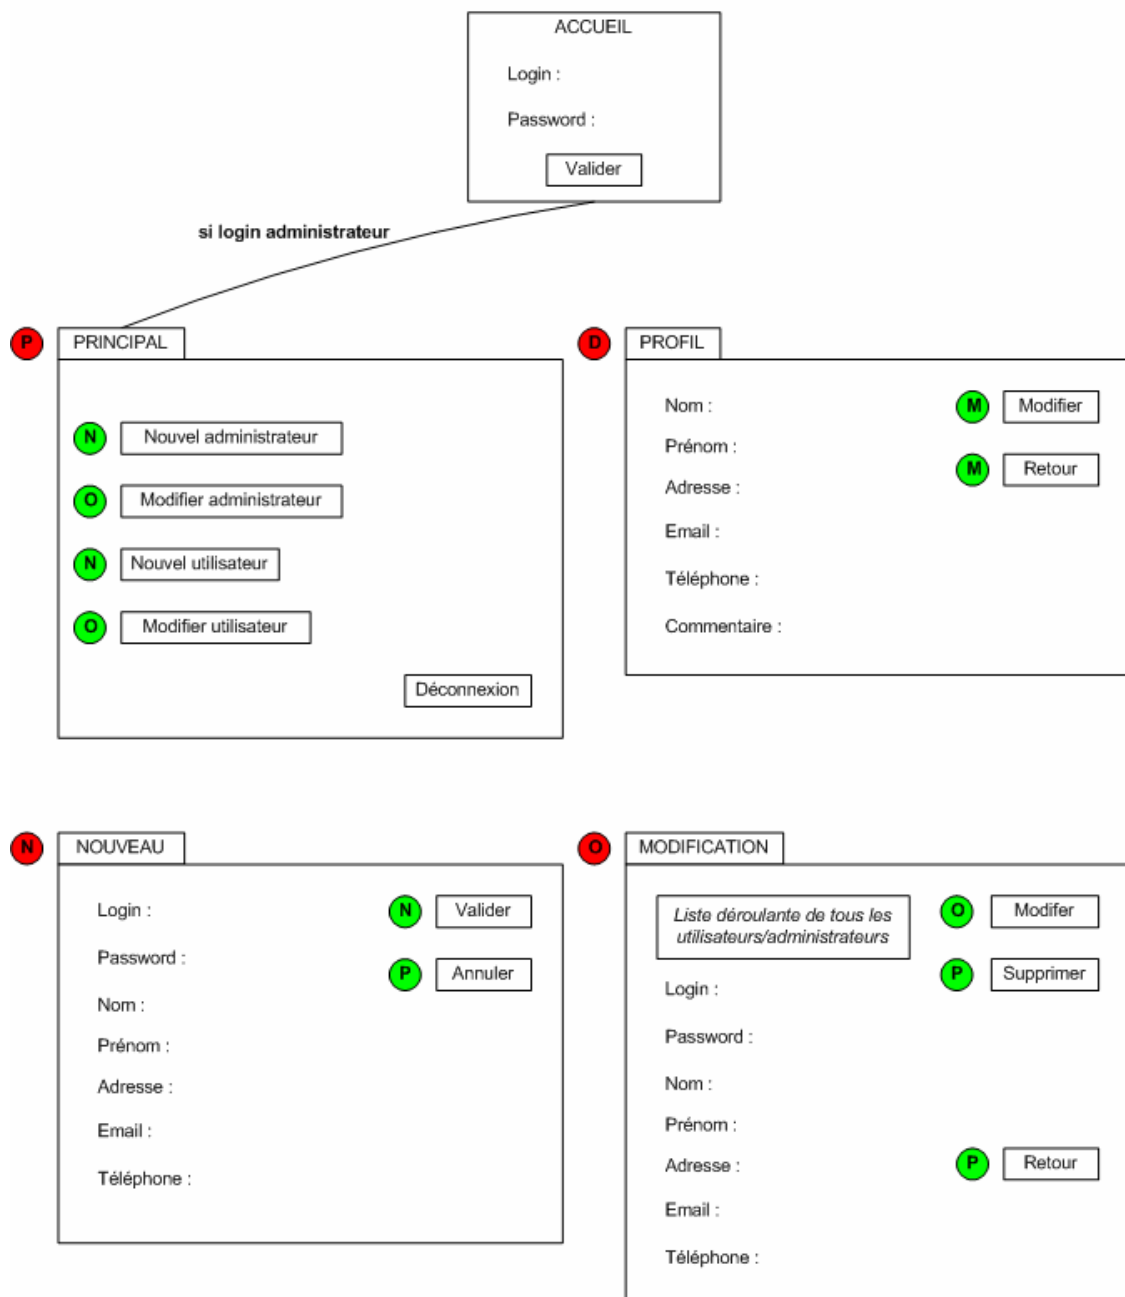 ACCUEIL
Login :
Password :
Valider
si login administrateur
P
PRINCIPAL
N
Nouvel administrateur
O
Modifier administrateur
N
Nouvel utilisateur
O
Modifier utilisateur
Déconnexion
D
PROFIL
Nom :
M
Modifier
Prénom :
M
Retour
Adresse :
Email :
Téléphone :
Commentaire :
N
NOUVEAU
Login :
N
Valider
Password :
P
Annuler
Nom :
Prénom :
Adresse :
Email :
Téléphone :
O
MODIFICATION
Liste déroulante de tous les
utilisateurs/administrateurs
O
Modifer
P
Supprimer
Login :
Password :
Nom :
Prénom :
Adresse :
P
Retour
Email :
Téléphone :